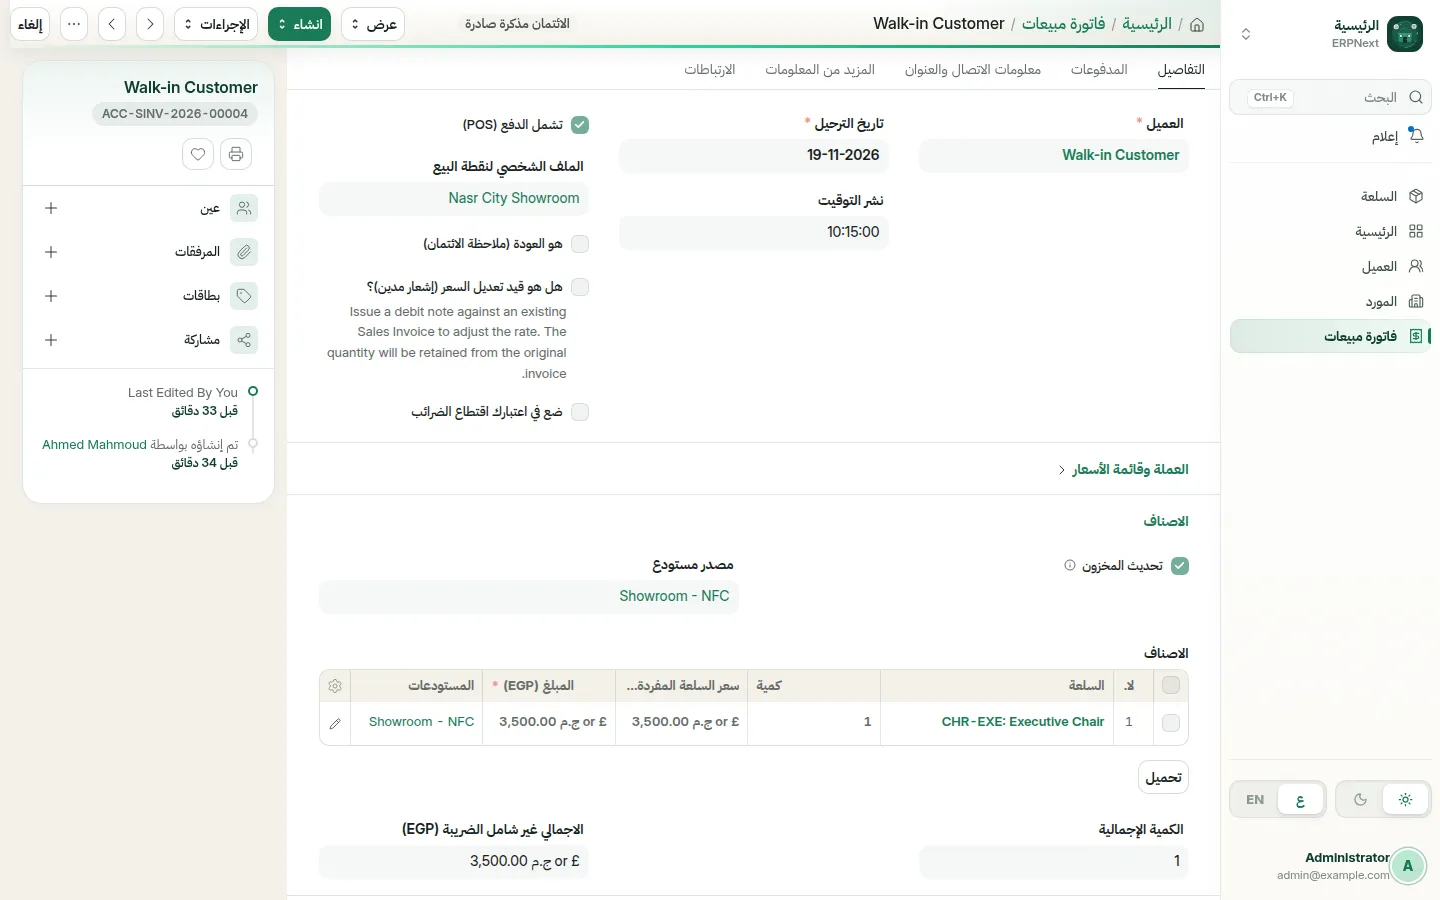 الرئيسية
ERPNext
البحث
Ctrl+K
إعلام
السلعة
الرئيسية
العميل
المورد
فاتورة مبيعات
ع
EN
Administrator
admin@example.com
A
الرئيسية / فاتورة مبيعات / Walk-in Customer
الائتمان مذكرة صادرة
عرض
انشاء
الإجراءات
إلغاء
التفاصيل
المدفوعات
معلومات الاتصال والعنوان
المزيد من المعلومات
الارتباطات
العميل *
Walk-in Customer
تاريخ الترحيل *
19-11-2026
نشر التوقيت
10:15:00
تشمل الدفع (POS)
الملف الشخصي لنقطة البيع
Nasr City Showroom
هو العودة (ملاحظة الائتمان)
هل هو قيد تعديل السعر (إشعار مدين)؟
Issue a debit note against an existing
Sales Invoice to adjust the rate. The
quantity will be retained from the original
invoice.
ضع في اعتبارك اقتطاع الضرائب
العملة وقائمة الأسعار
الاصناف
تحديث المخزون
مصدر مستودع
Showroom - NFC
الاصناف
لا.
السلعة
كمية
سعر السلعة المفردة...
المبلغ (EGP) *
المستودعات
1
CHR-EXE: Executive Chair
1
£ or ج.م 3,500.00
£ or ج.م 3,500.00
Showroom - NFC
تحميل
الكمية الإجمالية
1
الاجمالي غير شامل الضريبة (EGP)
£ or ج.م 3,500.00
Walk-in Customer
ACC-SINV-2026-00004
عين
المرفقات
بطاقات
مشاركة
Last Edited By You
قبل 33 دقائق
تم إنشاؤه بواسطة Ahmed Mahmoud
قبل 34 دقائق